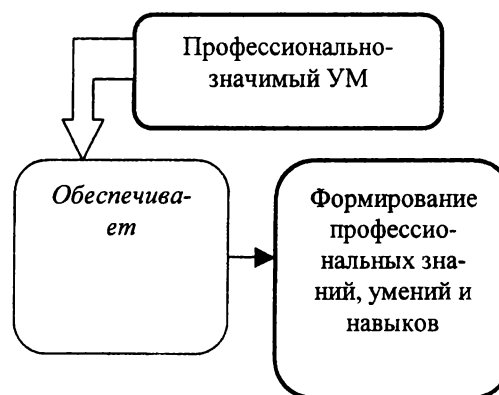 Профессионально-
значимый УМ
Обеспечива-
ет
Формирование
профессио-
нальных зна-
ний, умений и
навыков